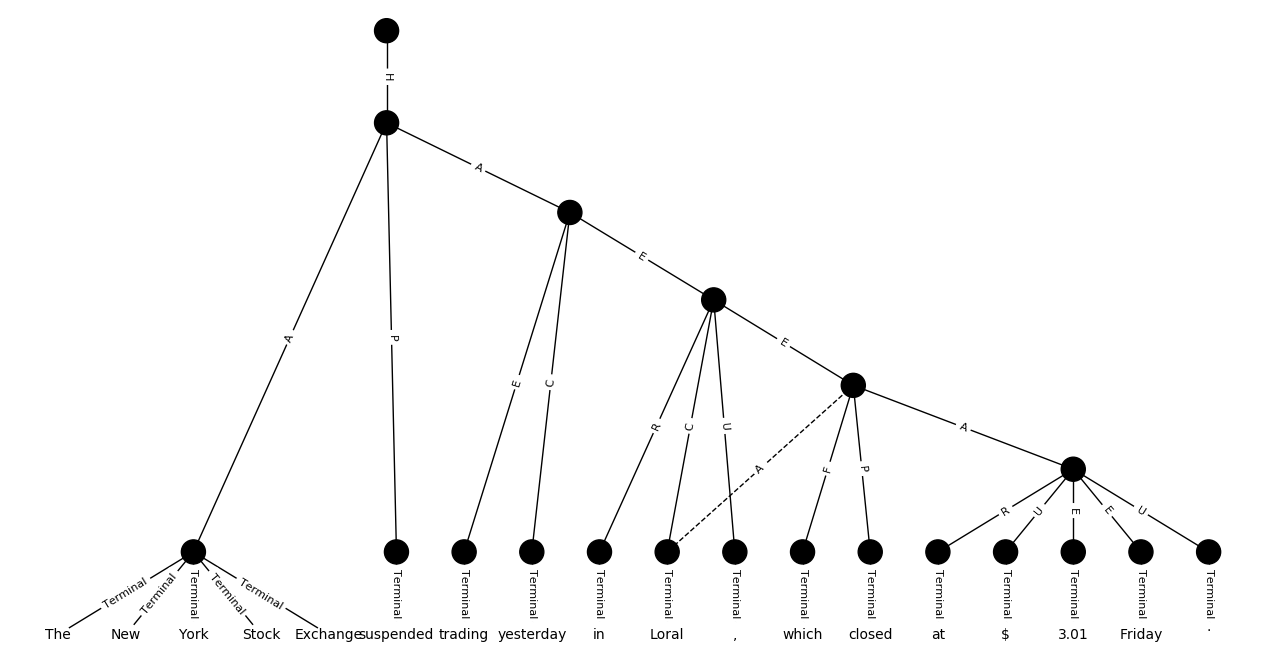 H
A
E
A P E
E C R C U A F P A
R U E E U
Terminal Terminal Terminal Terminal Terminal Terminal Terminal Terminal Terminal Terminal Terminal Terminal Terminal Terminal Terminal Terminal Terminal Terminal
The New York Stock Exchange suspended trading yesterday in Loral , which closed at $ 3.01 Friday .